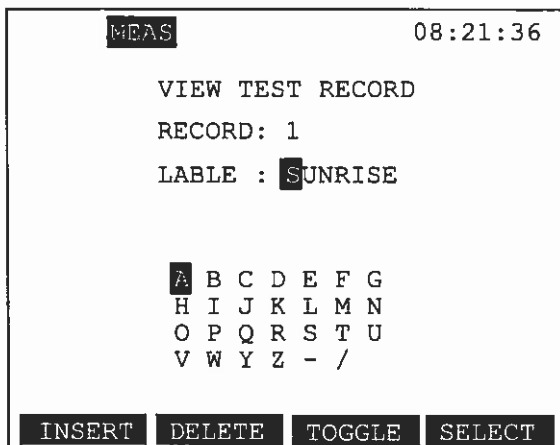 MEAS 08:21:36
VIEW TEST RECORD
RECORD: 1
LABLE : SUNRISE
A B C D E F G
H I J K L M N
O P Q R S T U
V W Y Z - /
INSERT DELETE TOGGLE SELECT